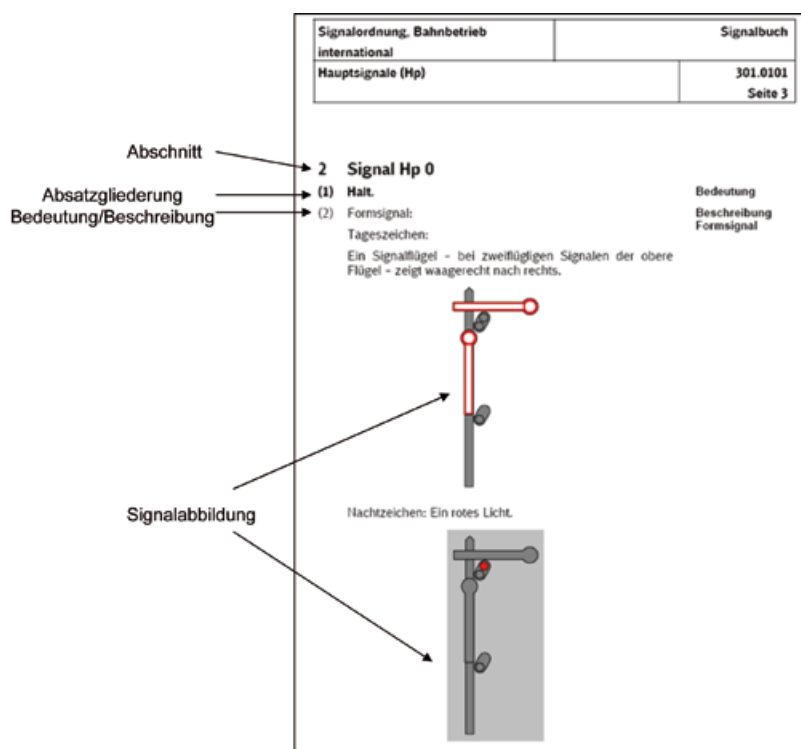 Signalordnung, Bahnbetrieb
international
Signalbuch
Hauptsignale (Hp)
301.0101
Seite 3
Abschnitt
2 Signal Hp 0
Absatzgliederung
(1) Halt.
Bedeutung
Bedeutung/Beschreibung
(2) Formsignal:
Beschreibung
Formsignal
Tageszeichen:
Ein Signalflügel – bei zweiflügligen Signalen der obere
Flügel – zeigt waagerecht nach rechts.
Signalabbildung
Nachtzeichen: Ein rotes Licht.